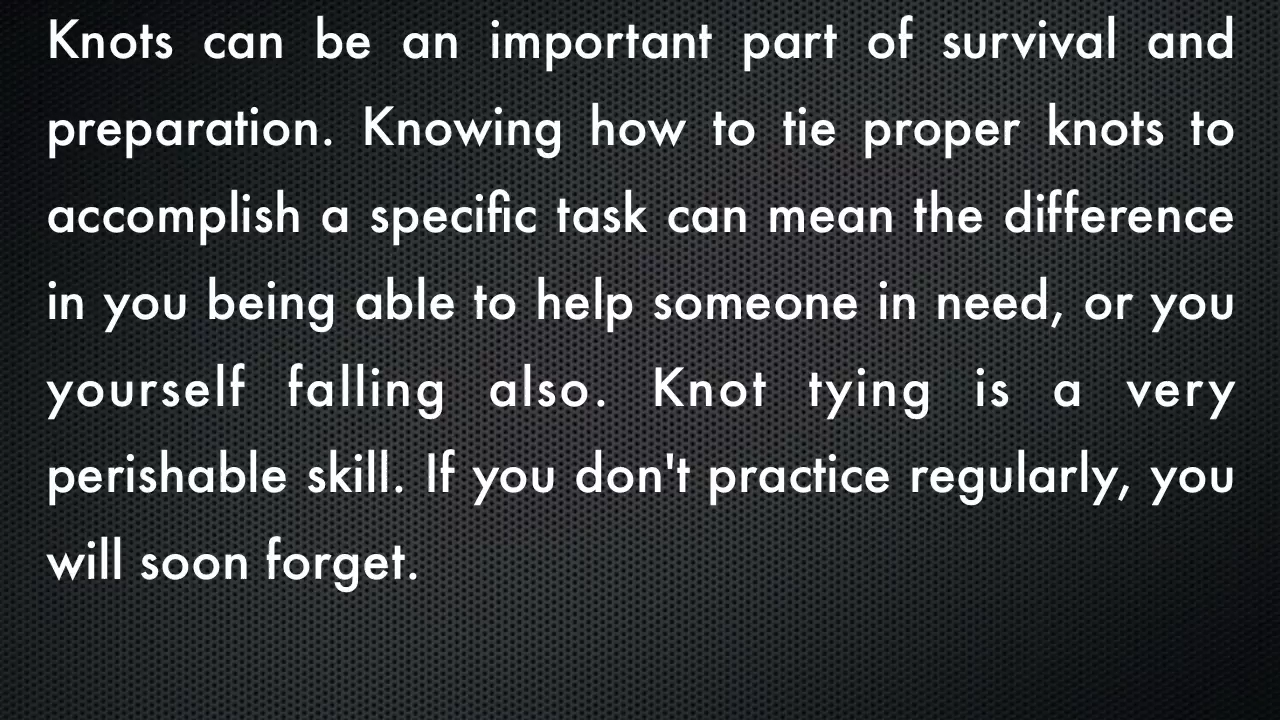 Knots can be an important part of survival and
preparation. Knowing how to tie proper knots to
accomplish a specific task can mean the difference
in you being able to help someone in need, or you
yourself falling also. Knot tying is a very
perishable skill. If you don't practice regularly, you
will soon forget.